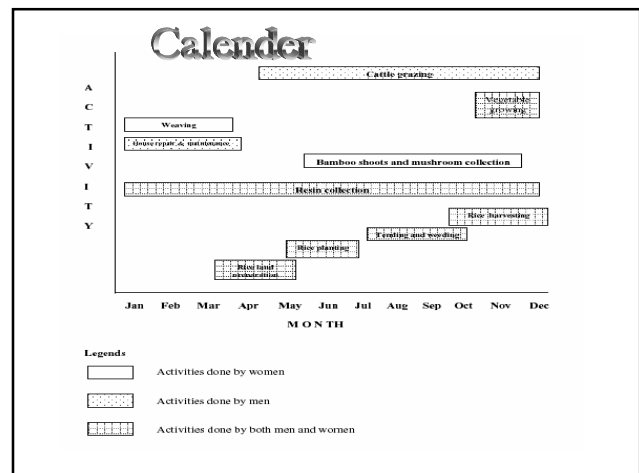 Calender
Cattle grazing
Vegetable
growing
ACTIVITY
Weaving
House repair & maintenance
Bamboo shoots and mushroom collection
Resin collection
Rice harvesting
Tending and weeding
Rice planting
Rice land
preparation
Jan Feb Mar Apr May Jun Jul Aug Sep Oct Nov Dec
MONTH
Legends
Activities done by women
Activities done by men
Activities done by both men and women